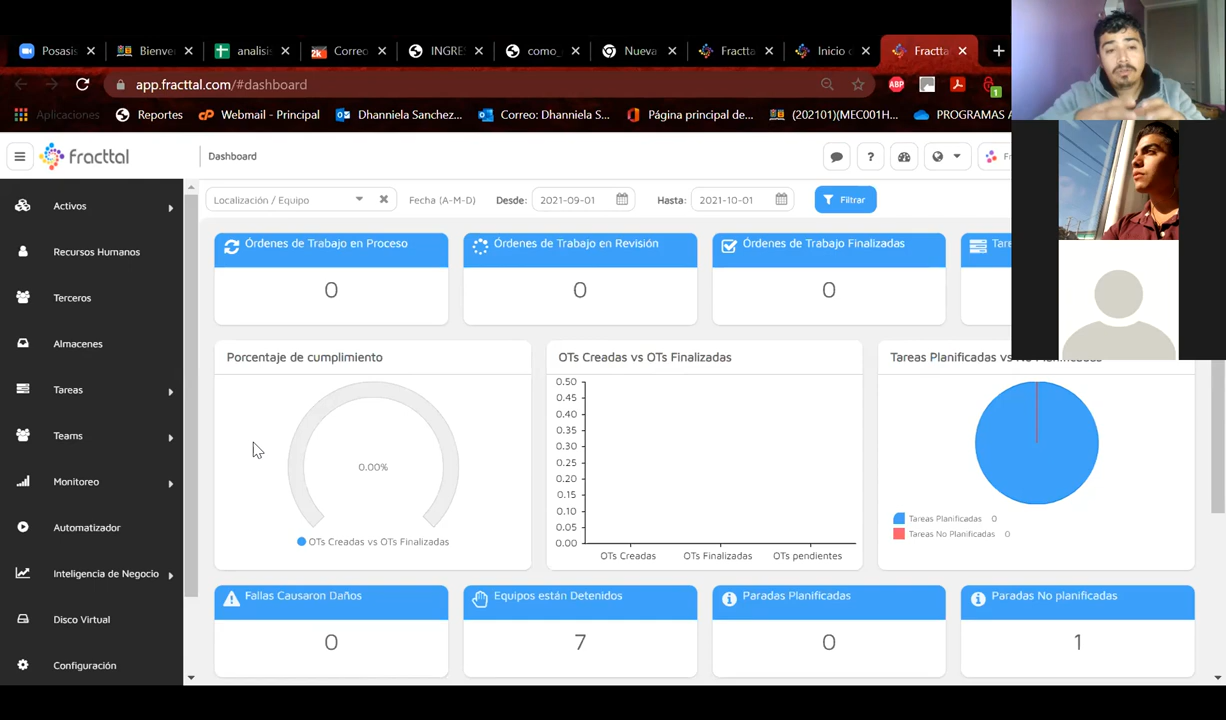 Posasis
Bienve
analisis
Correo
INGRE
como_
Nueva
Fractta
Inicio
Fractta
app.fracttal.com/#dashboard
ABP
1
Aplicaciones
Reportes
Webmail - Principal
Dhanniela Sanchez...
Correo: Dhanniela S...
Página principal de...
(202101)(MEC001H...
PROGRAMAS A
fracttal
Dashboard
Fr
Localización / Equipo
Fecha (A-M-D)
Desde:
2021-09-01
Hasta:
2021-10-01
Filtrar
Activos
Recursos Humanos
Terceros
Almacenes
Tareas
Teams
Monitoreo
Automatizador
Inteligencia de Negocio
Disco Virtual
Configuración
Órdenes de Trabajo en Proceso
0
Órdenes de Trabajo en Revisión
0
Órdenes de Trabajo Finalizadas
0
Tare
Porcentaje de cumplimiento
0.00%
OTs Creadas vs OTs Finalizadas
OTs Creadas vs OTs Finalizadas
0.50
0.45
0.40
0.35
0.30
0.25
0.20
0.15
0.10
0.05
0.00
OTs Creadas
OTs Finalizadas
OTs pendientes
Tareas Planificadas vs
Tareas Planificadas 0
Tareas No Planificadas 0
Fallas Causaron Daños
0
Equipos están Detenidos
7
Paradas Planificadas
0
Paradas No planificadas
1